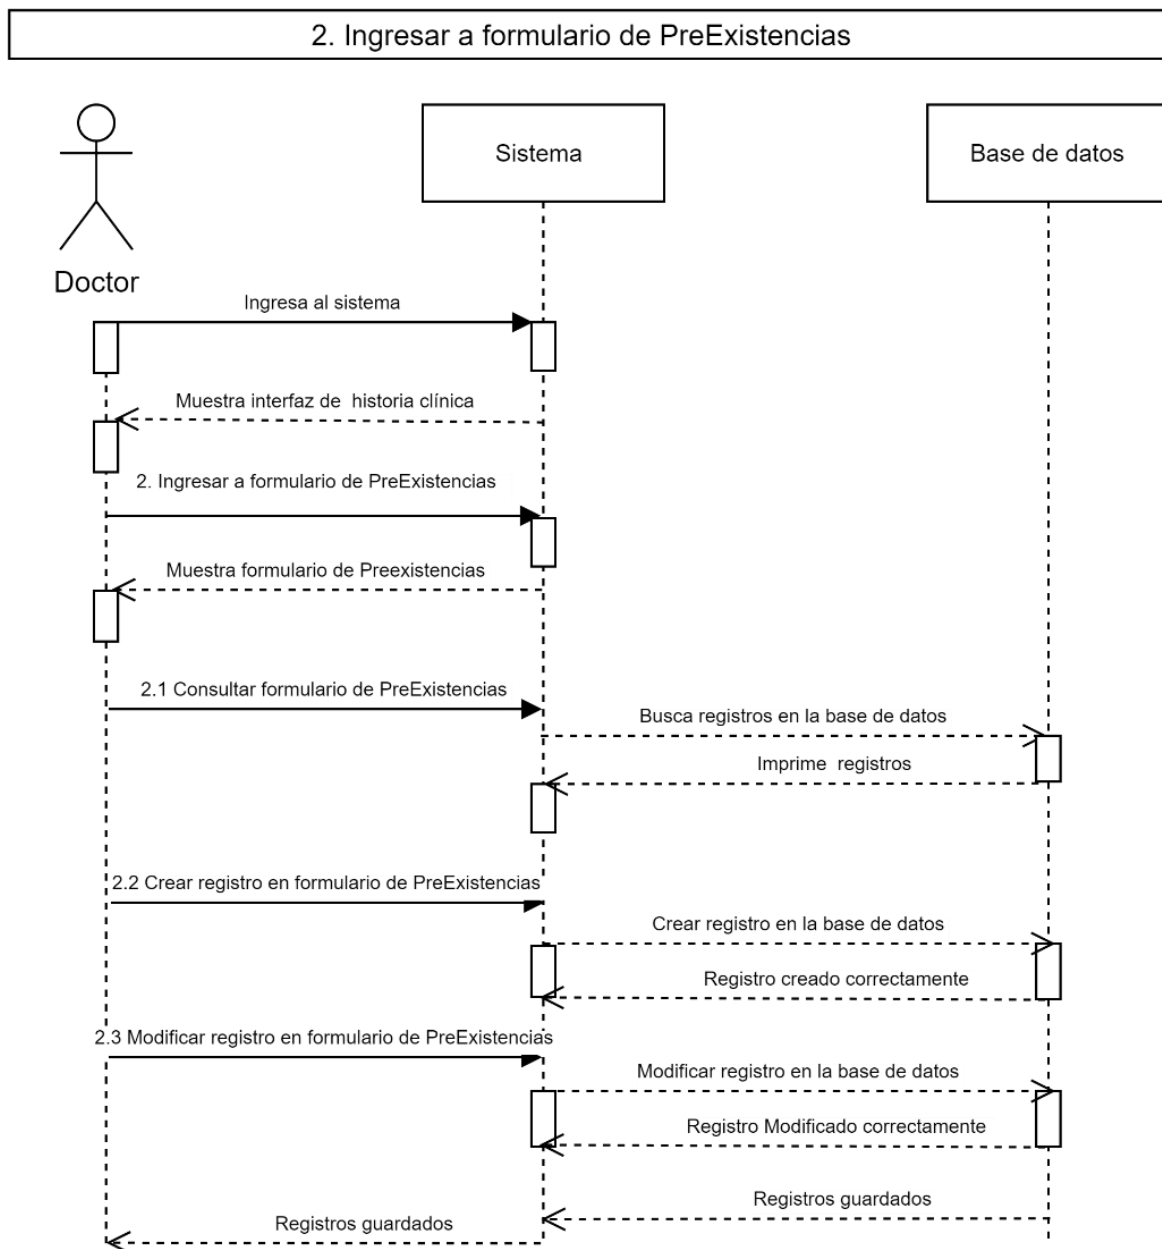 2. Ingresar a formulario de PreExistencias
Sistema
Base de datos
Doctor
Ingresa al sistema
Muestra interfaz de historia clínica
2. Ingresar a formulario de PreExistencias
Muestra formulario de Preexistencias
2.1 Consultar formulario de PreExistencias
Busca registros en la base de datos
Imprime registros
2.2 Crear registro en formulario de PreExistencias
Crear registro en la base de datos
Registro creado correctamente
2.3 Modificar registro en formulario de PreExistencias
Modificar registro en la base de datos
Registro Modificado correctamente
Registros guardados
Registros guardados